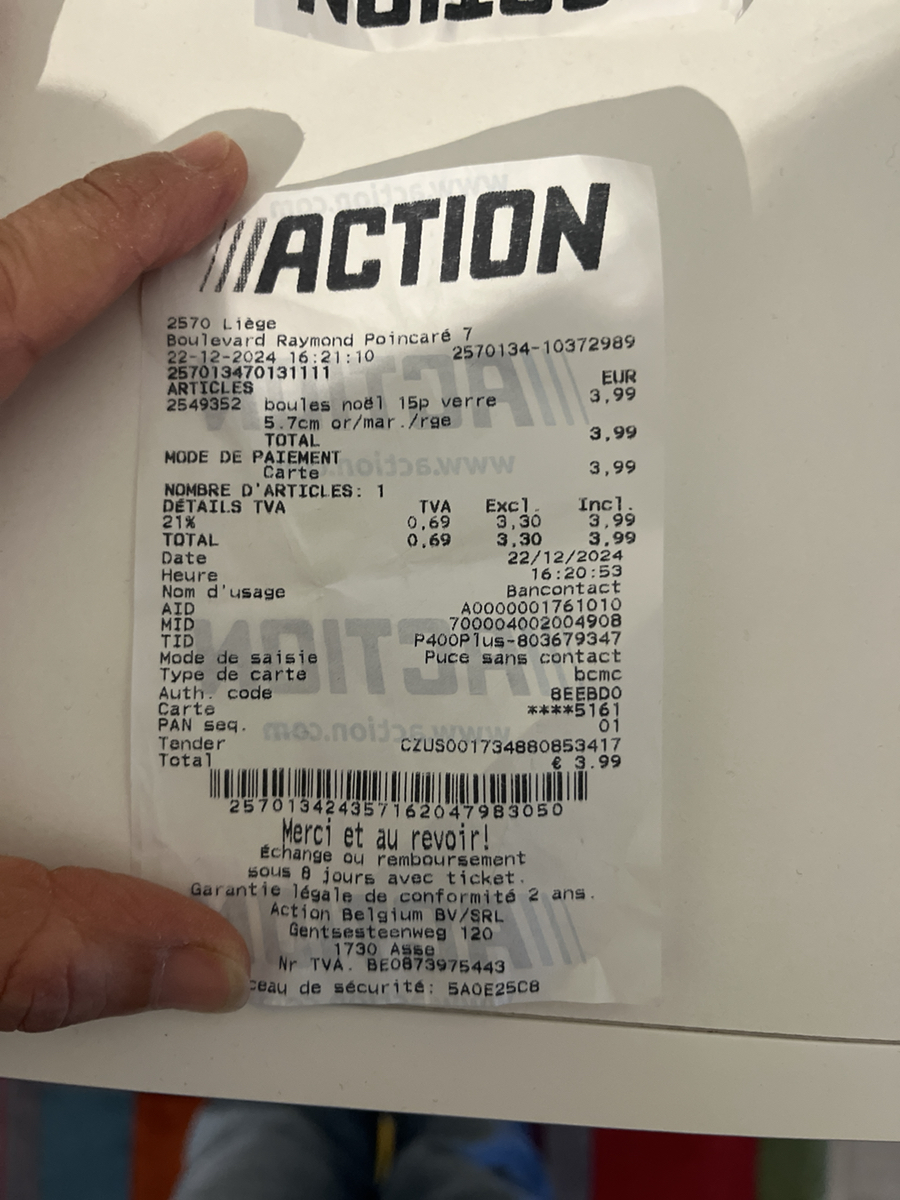 ACTION
ACTION
2570 Liège
Boulevard Raymond Poincaré 7
22-12-2024 16:21:10 2570134-10372989
257013470131111
ARTICLES EUR
2549352 boules noël 15p verre 3,99
5.7cm or/mar./rge
TOTAL 3,99
MODE DE PAIEMENT
Carte 3,99
NOMBRE D'ARTICLES: 1
DÉTAILS TVA TVA Excl. Incl.
21% 0,69 3,30 3,99
TOTAL 0,69 3,30 3,99
Date 22/12/2024
Heure 16:20:53
Nom d'usage Bancontact
AID A0000001761010
MID 700004002004908
TID P400Plus-803679347
Mode de saisie Puce sans contact
Type de carte bcmc
Auth. code 8EEBD0
Carte ****5161
PAN seq. 01
Tender CZUS001734880853417
Total € 3.99
257013424357162047983050
Merci et au revoir!
Échange ou remboursement
sous 8 jours avec ticket.
Garantie légale de conformité 2 ans.
Action Belgium BV/SRL
Gentsesteenweg 120
1730 Asse
Nr TVA. BE0873975443
ceau de sécurité: 5A0E25C8